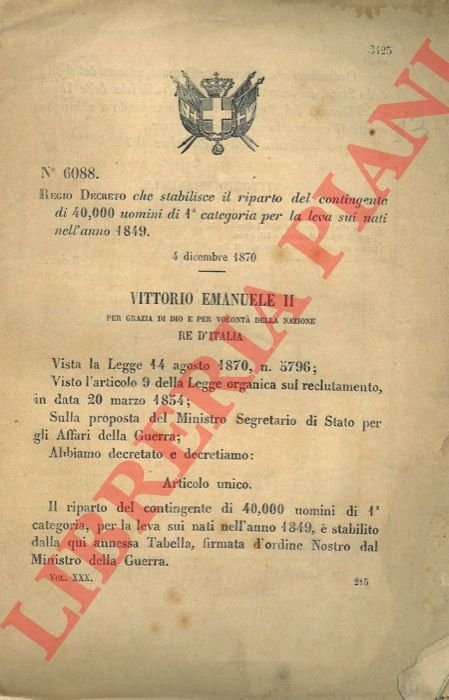 3425
N° 6088.
REGIO DECRETO che stabilisce il riparto del contingente
di 40,000 uomini di 1ª categoria per la leva sui nati
nell'anno 1849.
4 dicembre 1870
VITTORIO EMANUELE II
PER GRAZIA DI DIO E PER VOLONTÀ DELLA NAZIONE
RE D'ITALIA
Vista la Legge 14 agosto 1870, n. 5796;
Visto l'articolo 9 della Legge organica sul reclutamento,
in data 20 marzo 1854;
Sulla proposta del Ministro Segretario di Stato per
gli Affari della Guerra;
Abbiamo decretato e decretiamo:
Articolo unico.
Il riparto del contingente di 40,000 uomini di 1ª
categoria, per la leva sui nati nell'anno 1849, è stabilito
dalla qui annessa Tabella, firmata d'ordine Nostro dal
Ministro della Guerra.
VOL. XXX.
215
LIBRERIA PIANI